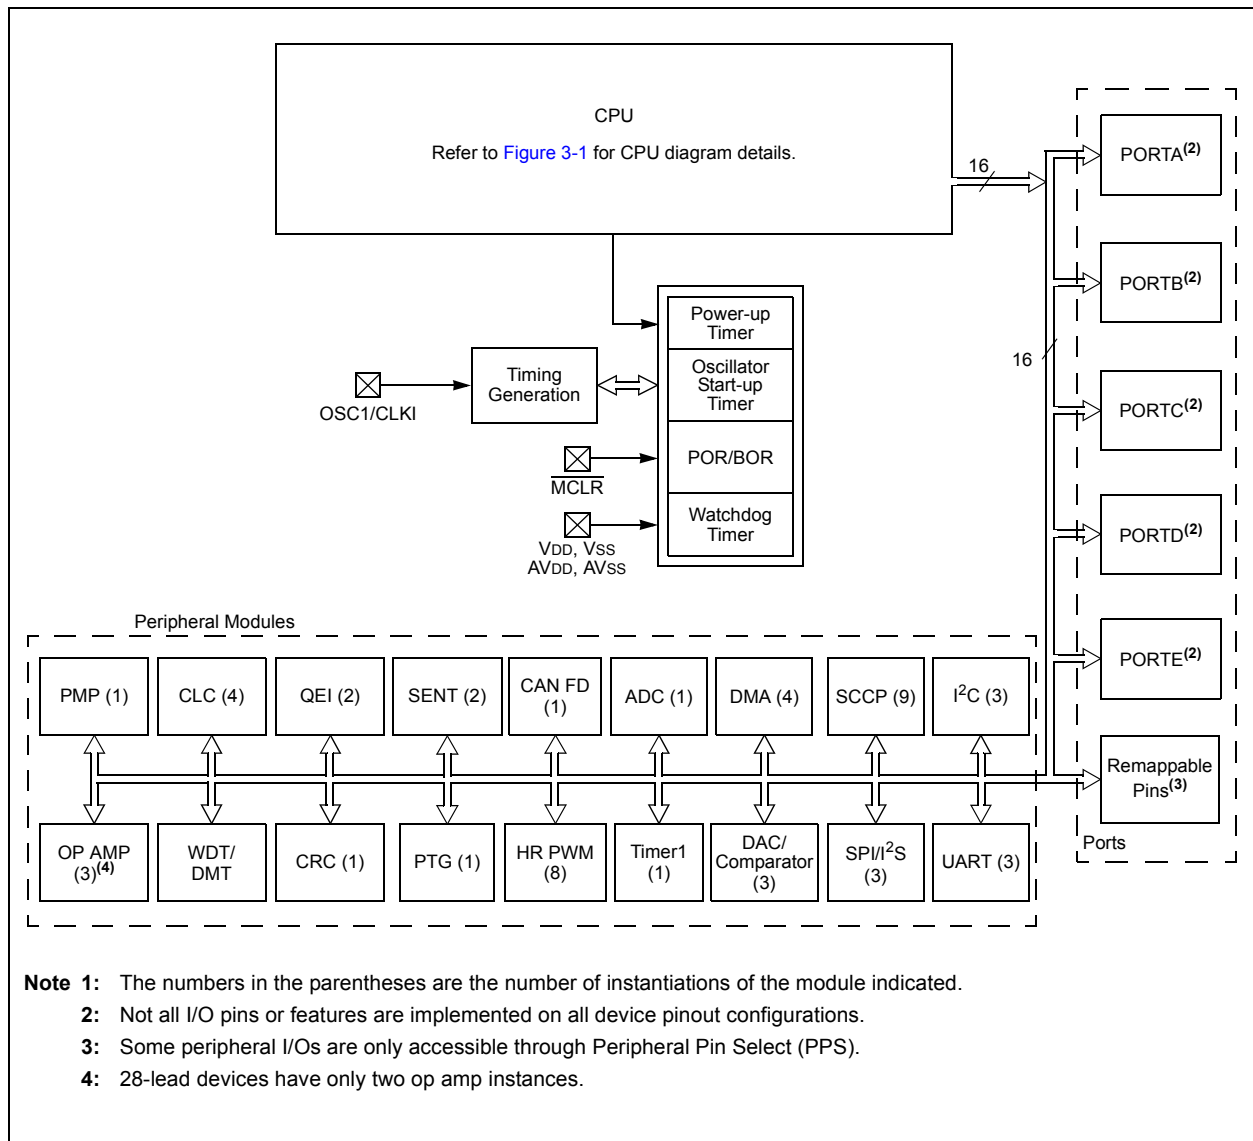 CPU
Refer to Figure 3-1 for CPU diagram details.
16
PORTA(2)
PORTB(2)
16
PORTC(2)
PORTD(2)
PORTE(2)
Remappable
Pins(3)
Ports
Power-up
Timer
Oscillator
Start-up
Timer
POR/BOR
Watchdog
Timer
Timing
Generation
OSC1/CLKI
MCLR
VDD, VSS
AVDD, AVSS
Peripheral Modules
PMP (1)
CLC (4)
QEI (2)
SENT (2)
CAN FD
(1)
ADC (1)
DMA (4)
SCCP (9)
I2C (3)
OP AMP
(3)(4)
WDT/
DMT
CRC (1)
PTG (1)
HR PWM
(8)
Timer1
(1)
DAC/
Comparator
(3)
SPI/I2S
(3)
UART (3)
Note 1: The numbers in the parentheses are the number of instantiations of the module indicated.
2: Not all I/O pins or features are implemented on all device pinout configurations.
3: Some peripheral I/Os are only accessible through Peripheral Pin Select (PPS).
4: 28-lead devices have only two op amp instances.